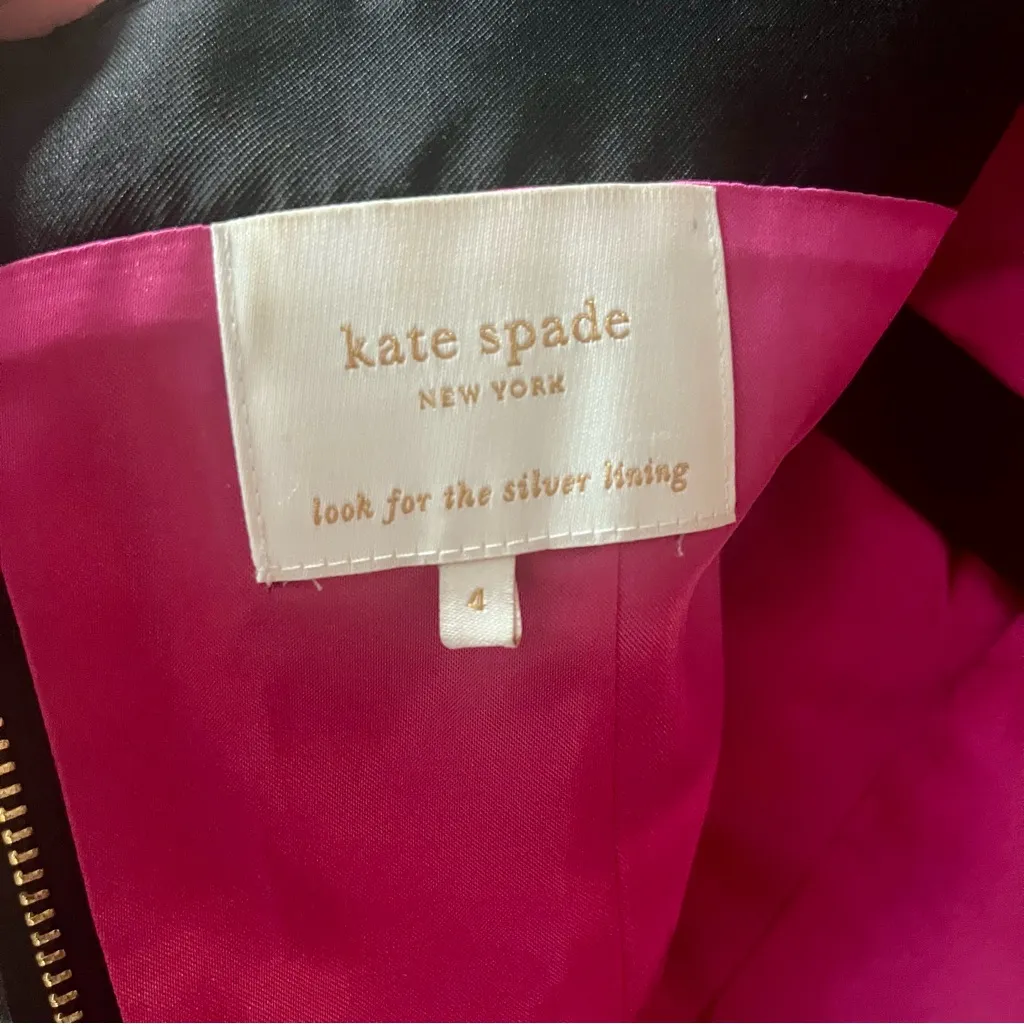 kate spade
NEW YORK
look for the silver lining
4